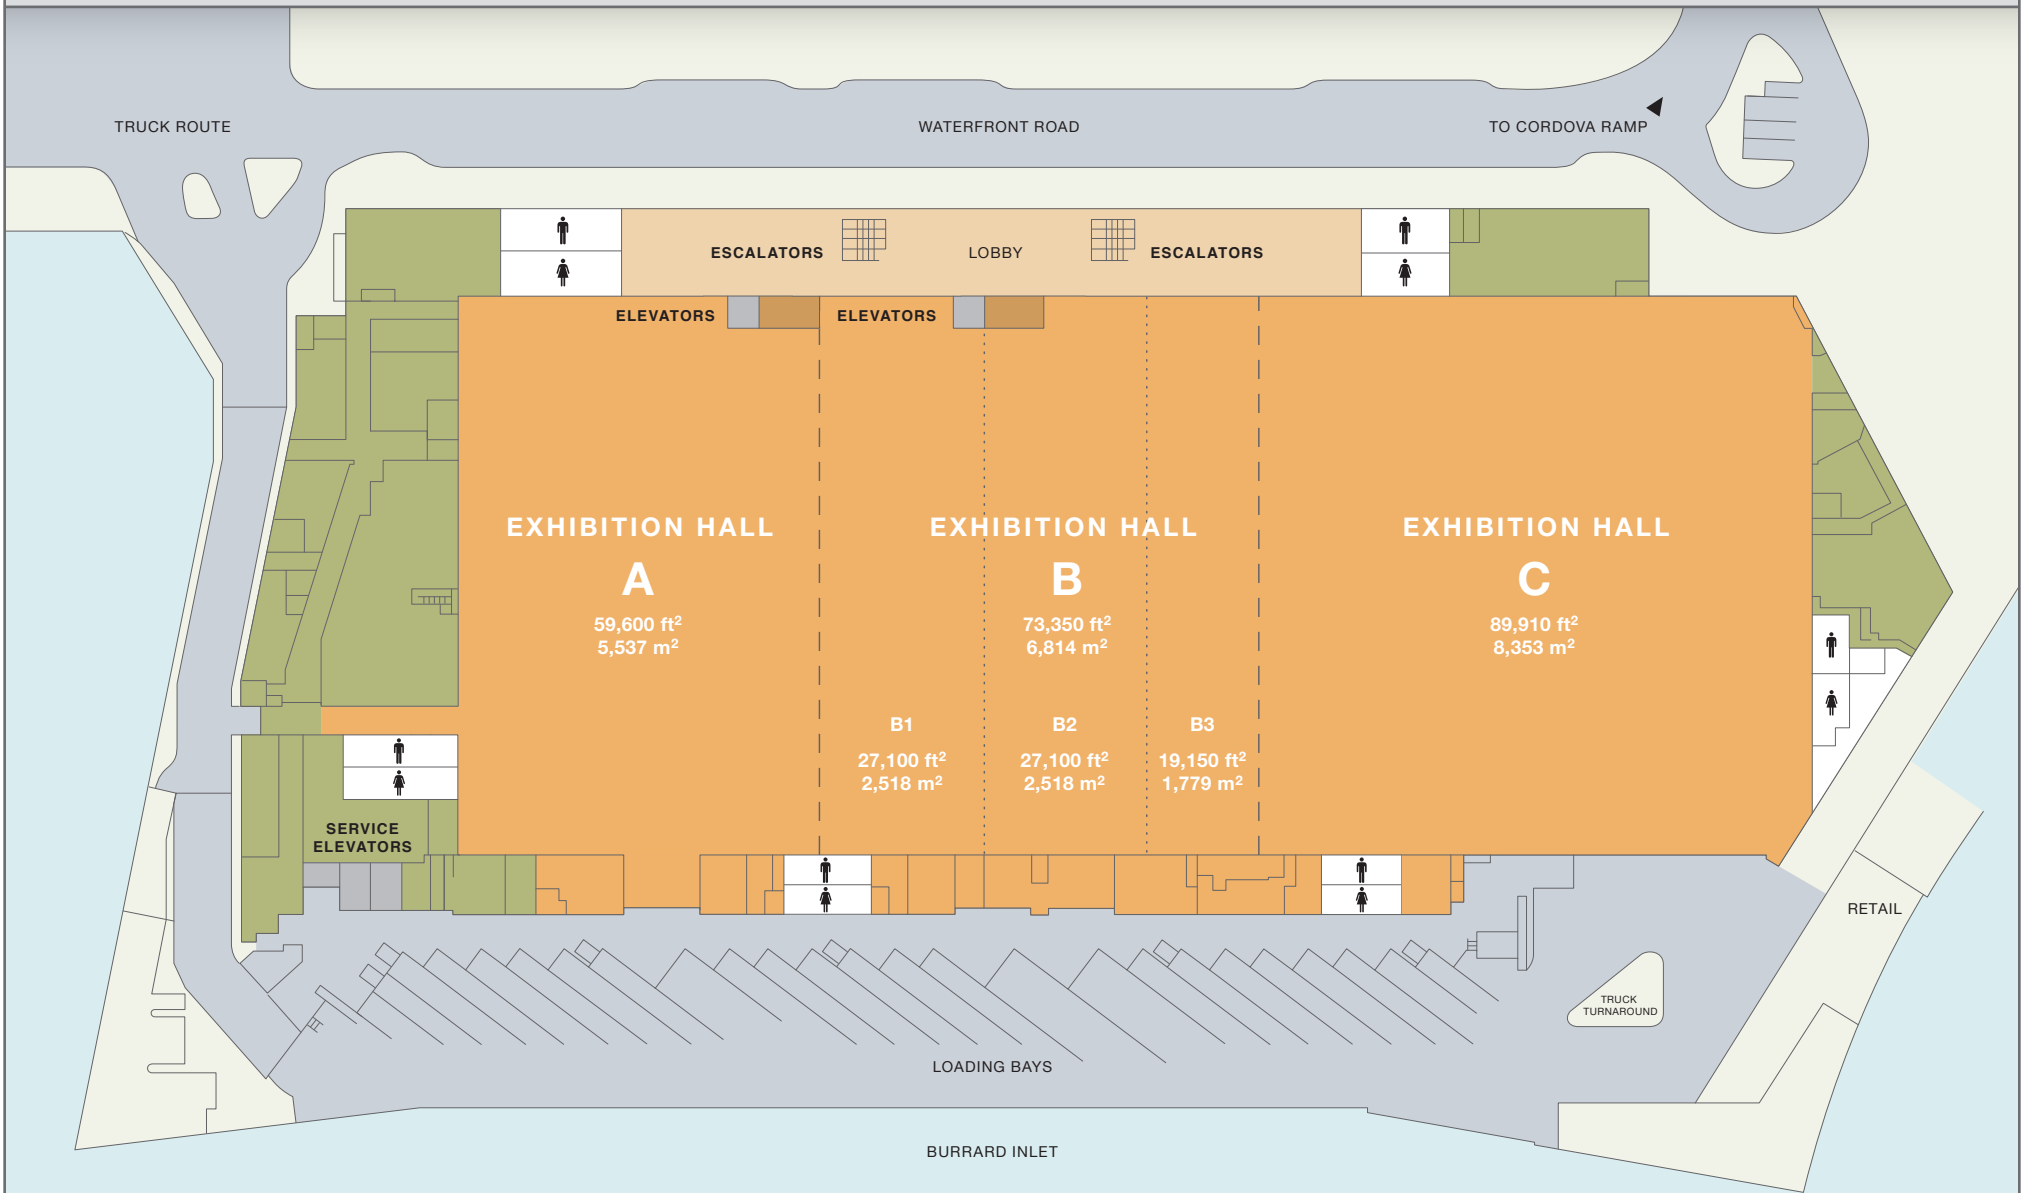 TRUCK ROUTE
WATERFRONT ROAD
TO CORDOVA RAMP
ESCALATORS
LOBBY
ESCALATORS
ELEVATORS
ELEVATORS
EXHIBITION HALL
A
59,600 ft²
5,537 m²
EXHIBITION HALL
B
73,350 ft²
6,814 m²
EXHIBITION HALL
C
89,910 ft²
8,353 m²
B1
27,100 ft²
2,518 m²
B2
27,100 ft²
2,518 m²
B3
19,150 ft²
1,779 m²
SERVICE
ELEVATORS
RETAIL
TRUCK
TURNAROUND
LOADING BAYS
BURRARD INLET